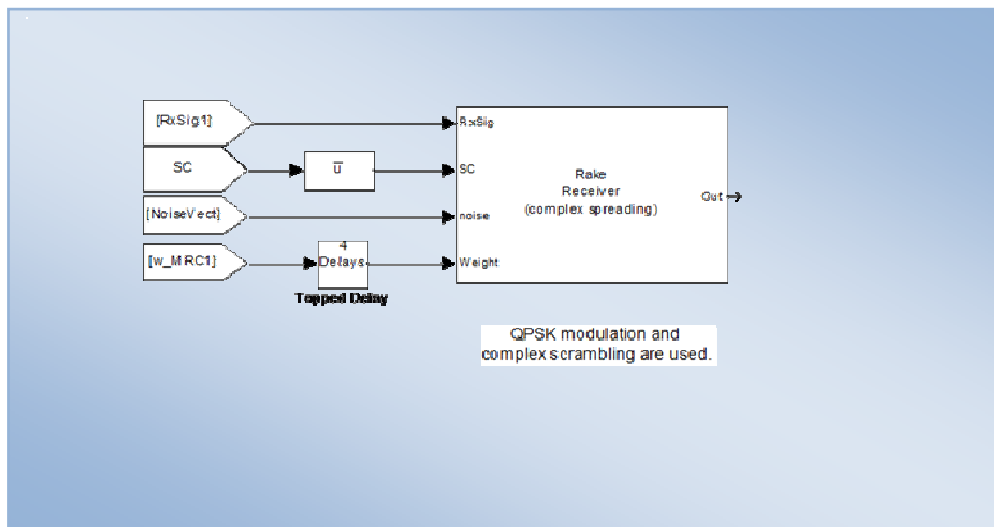 [RxSig1]
SC
[NoiseVect]
[w_MRC1]
u
4
Delays
Tapped Delay
RxSig
SC
noise
Weight
Rake
Receiver
(complex spreading)
Out
QPSK modulation and
complex scrambling are used.